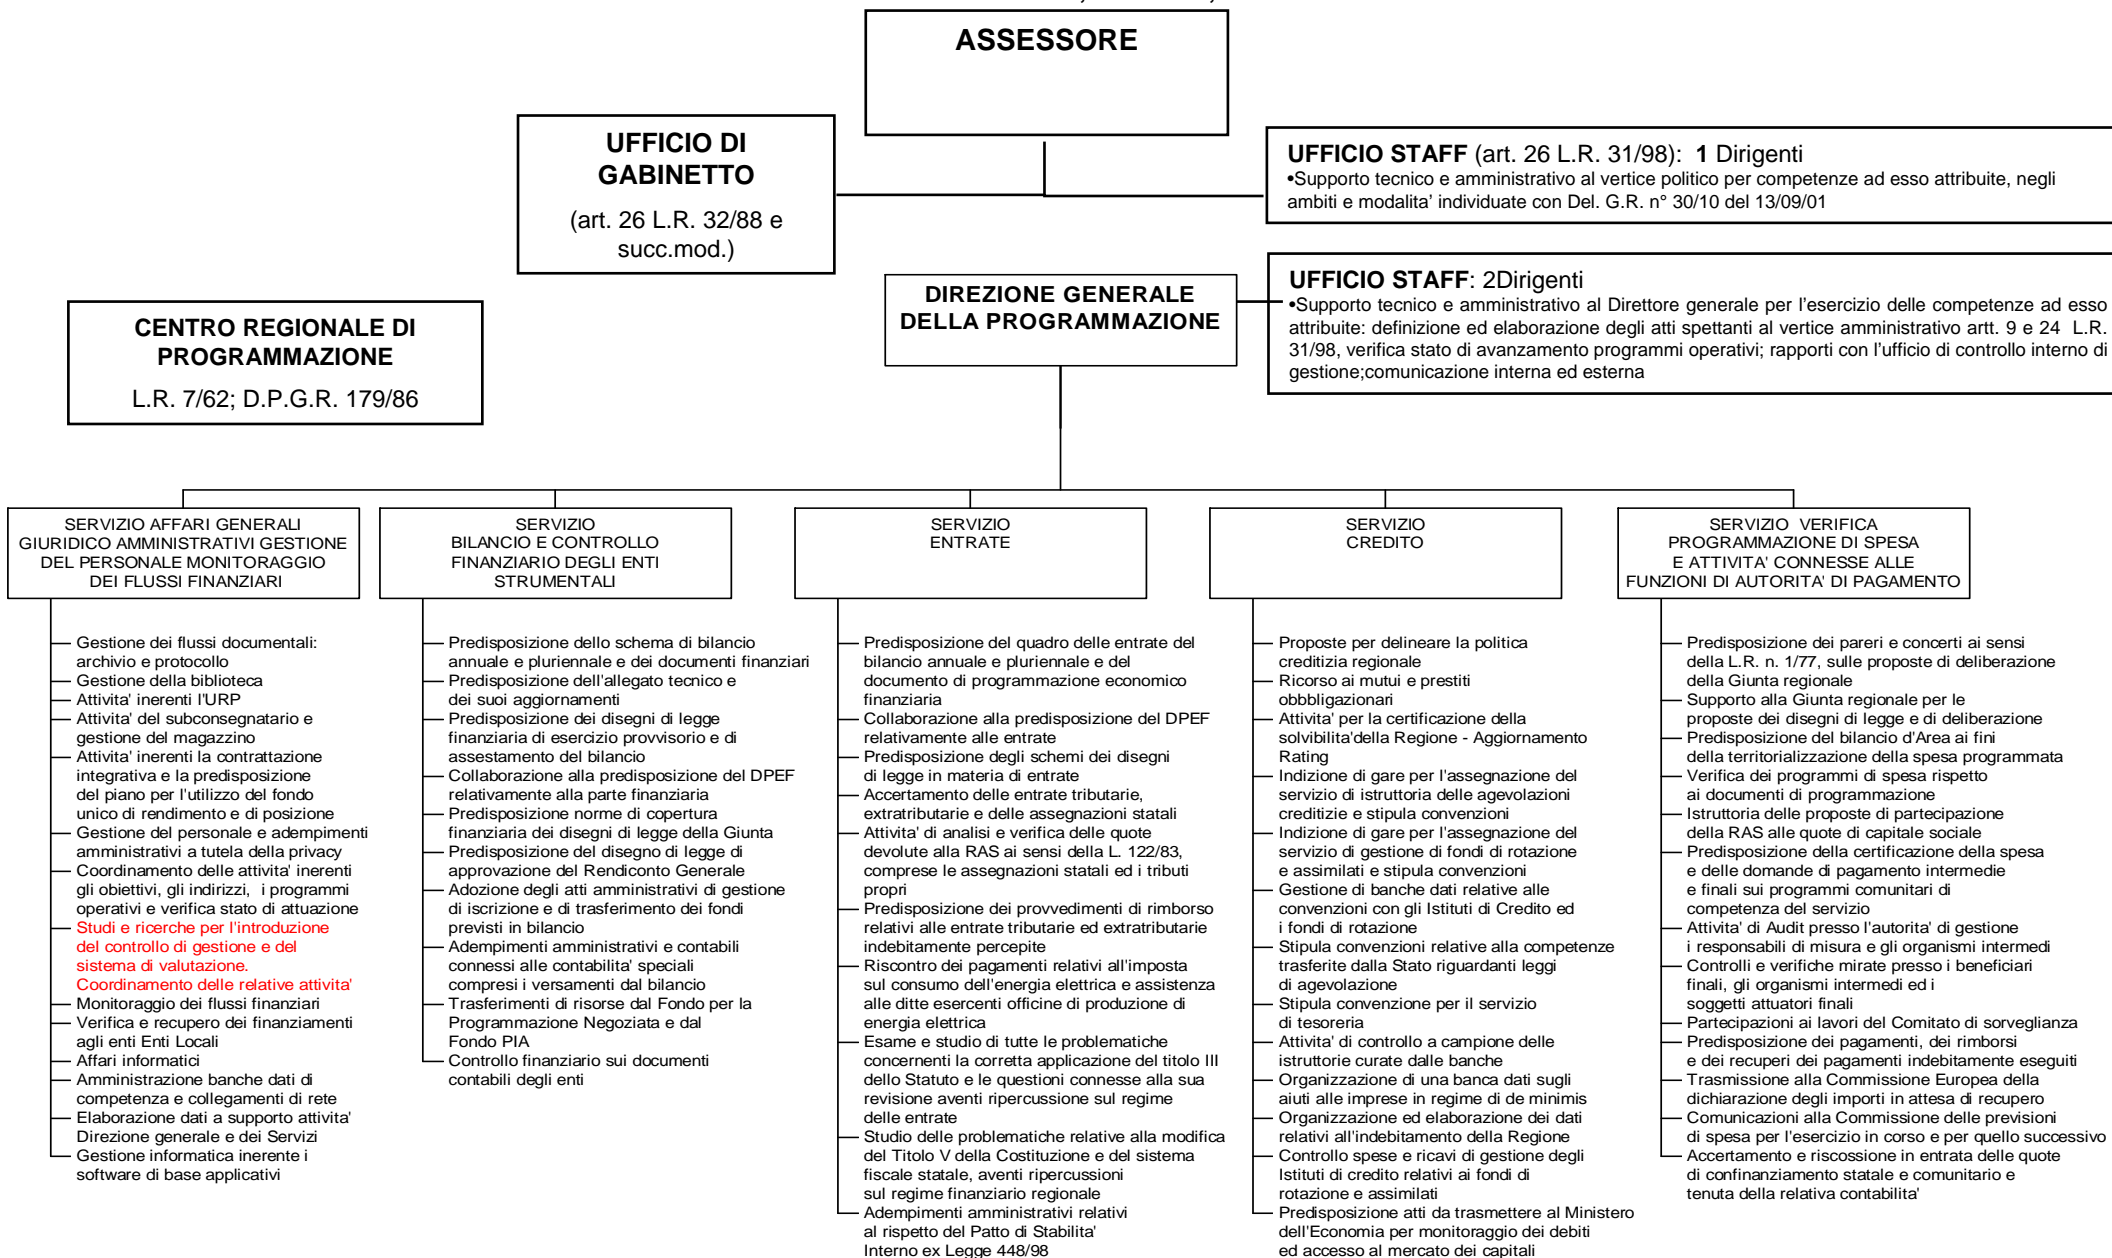 ASSESSORE
UFFICIO DI
GABINETTO
(art. 26 L.R. 32/88 e
succ.mod.)
UFFICIO STAFF (art. 26 L.R. 31/98): 1 Dirigenti
•Supporto tecnico e amministrativo al vertice politico per competenze ad esso attribuite, negli
ambiti e modalita' individuate con Del. G.R. n° 30/10 del 13/09/01
DIREZIONE GENERALE
DELLA PROGRAMMAZIONE
UFFICIO STAFF: 2Dirigenti
•Supporto tecnico e amministrativo al Direttore generale per l'esercizio delle competenze ad esso
attribuite: definizione ed elaborazione degli atti spettanti al vertice amministrativo artt. 9 e 24 L.R.
31/98, verifica stato di avanzamento programmi operativi; rapporti con l'ufficio di controllo interno di
gestione;comunicazione interna ed esterna
CENTRO REGIONALE DI
PROGRAMMAZIONE
L.R. 7/62; D.P.G.R. 179/86
SERVIZIO AFFARI GENERALI
GIURIDICO AMMINISTRATIVI GESTIONE
DEL PERSONALE MONITORAGGIO
DEI FLUSSI FINANZIARI
Gestione dei flussi documentali:
archivio e protocollo
Gestione della biblioteca
Attivita' inerenti l'URP
Attivita' del subconsegnatario e
gestione del magazzino
Attivita' inerenti la contrattazione
integrativa e la predisposizione
del piano per l'utilizzo del fondo
unico di rendimento e di posizione
Gestione del personale e adempimenti
amministrativi a tutela della privacy
Coordinamento delle attivita' inerenti
gli obiettivi, gli indirizzi, i programmi
operativi e verifica stato di attuazione
Studi e ricerche per l'introduzione
del controllo di gestione e del
sistema di valutazione.
Coordinamento delle relative attivita'
Monitoraggio dei flussi finanziari
Verifica e recupero dei finanziamenti
agli enti Enti Locali
Affari informatici
Amministrazione banche dati di
competenza e collegamenti di rete
Elaborazione dati a supporto attivita'
Direzione generale e dei Servizi
Gestione informatica inerente i
software di base applicativi
SERVIZIO
BILANCIO E CONTROLLO
FINANZIARIO DEGLI ENTI
STRUMENTALI
Predisposizione dello schema di bilancio
annuale e pluriennale e dei documenti finanziari
Predisposizione dell'allegato tecnico e
dei suoi aggiornamenti
Predisposizione dei disegni di legge
finanziaria di esercizio provvisorio e di
assestamento del bilancio
Collaborazione alla predisposizione del DPEF
relativamente alla parte finanziaria
Predisposizione norme di copertura
finanziaria dei disegni di legge della Giunta
Predisposizione del disegno di legge di
approvazione del Rendiconto Generale
Adozione degli atti amministrativi di gestione
di iscrizione e di trasferimento dei fondi
previsti in bilancio
Adempimenti amministrativi e contabili
connessi alle contabilita' speciali
compresi i versamenti dal bilancio
Trasferimenti di risorse dal Fondo per la
Programmazione Negoziata e dal
Fondo PIA
Controllo finanziario sui documenti
contabili degli enti
SERVIZIO
ENTRATE
Predisposizione del quadro delle entrate del
bilancio annuale e pluriennale e del
documento di programmazione economico
finanziaria
Collaborazione alla predisposizione del DPEF
relativamente alle entrate
Predisposizione degli schemi dei disegni
di legge in materia di entrate
Accertamento delle entrate tributarie,
extratributarie e delle assegnazioni statali
Attivita' di analisi e verifica delle quote
devolute alla RAS ai sensi della L. 122/83,
comprese le assegnazioni statali ed i tributi
propri
Predisposizione dei provvedimenti di rimborso
relativi alle entrate tributarie ed extratributarie
indebitamente percepite
Riscontro dei pagamenti relativi all'imposta
sul consumo dell'energia elettrica e assistenza
alle ditte esercenti officine di produzione di
energia elettrica
Esame e studio di tutte le problematiche
concernenti la corretta applicazione del titolo III
dello Statuto e le questioni connesse alla sua
revisione aventi ripercussione sul regime
delle entrate
Studio delle problematiche relative alla modifica
del Titolo V della Costituzione e del sistema
fiscale statale, aventi ripercussioni
sul regime finanziario regionale
Adempimenti amministrativi relativi
al rispetto del Patto di Stabilita'
Interno ex Legge 448/98
SERVIZIO
CREDITO
Proposte per delineare la politica
creditizia regionale
Ricorso ai mutui e prestiti
obbbligazionari
Attivita' per la certificazione della
solvibilita'della Regione - Aggiornamento
Rating
Indizione di gare per l'assegnazione del
servizio di istruttoria delle agevolazioni
creditizie e stipula convenzioni
Indizione di gare per l'assegnazione del
servizio di gestione di fondi di rotazione
e assimilati e stipula convenzioni
Gestione di banche dati relative alle
convenzioni con gli Istituti di Credito ed
i fondi di rotazione
Stipula convenzioni relative alla competenze
trasferite dalla Stato riguardanti leggi
di agevolazione
Stipula convenzione per il servizio
di tesoreria
Attivita' di controllo a campione delle
istruttorie curate dalle banche
Organizzazione di una banca dati sugli
aiuti alle imprese in regime di de minimis
Organizzazione ed elaborazione dei dati
relativi all'indebitamento della Regione
Controllo spese e ricavi di gestione degli
Istituti di credito relativi ai fondi di
rotazione e assimilati
Predisposizione atti da trasmettere al Ministero
dell'Economia per monitoraggio dei debiti
ed accesso al mercato dei capitali
SERVIZIO VERIFICA
PROGRAMMAZIONE DI SPESA
E ATTIVITA' CONNESSE ALLE
FUNZIONI DI AUTORITA' DI PAGAMENTO
Predisposizione dei pareri e concerti ai sensi
della L.R. n. 1/77, sulle proposte di deliberazione
della Giunta regionale
Supporto alla Giunta regionale per le
proposte dei disegni di legge e di deliberazione
Predisposizione del bilancio d'Area ai fini
della territorializzazione della spesa programmata
Verifica dei programmi di spesa rispetto
ai documenti di programmazione
Istruttoria delle proposte di partecipazione
della RAS alle quote di capitale sociale
Predisposizione della certificazione della spesa
e delle domande di pagamento intermedie
e finali sui programmi comunitari di
competenza del servizio
Attivita' di Audit presso l'autorita' di gestione
i responsabili di misura e gli organismi intermedi
Controlli e verifiche mirate presso i beneficiari
finali, gli organismi intermedi ed i
soggetti attuatori finali
Partecipazioni ai lavori del Comitato di sorveglianza
Predisposizione dei pagamenti, dei rimborsi
e dei recuperi dei pagamenti indebitamente eseguiti
Trasmissione alla Commissione Europea della
dichiarazione degli importi in attesa di recupero
Comunicazioni alla Commissione delle previsioni
di spesa per l'esercizio in corso e per quello successivo
Accertamento e riscossione in entrata delle quote
di confinanziamento statale e comunitario e
tenuta della relativa contabilita'